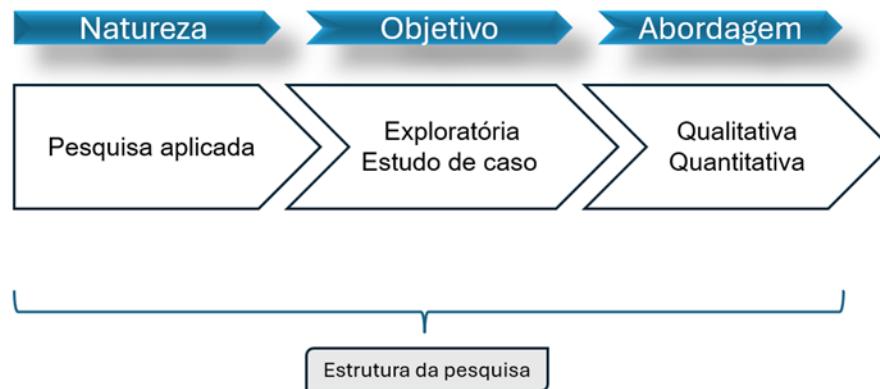 Natureza
Objetivo
Abordagem
Pesquisa aplicada
Exploratória
Estudo de caso
Qualitativa
Quantitativa
Estrutura da pesquisa